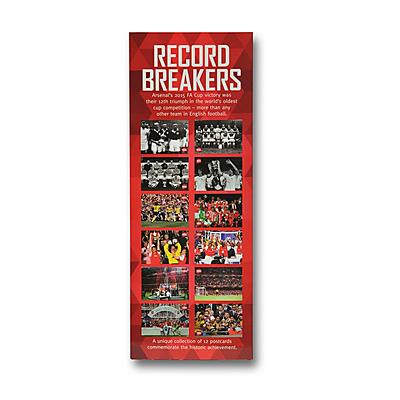 RECORD
BREAKERS
Arsenal's 2015 FA Cup victory was
their 12th triumph in the world's oldest
cup competition – more than any
other team in English football.
A unique collection of 12 postcards
commemorate the historic achievement.